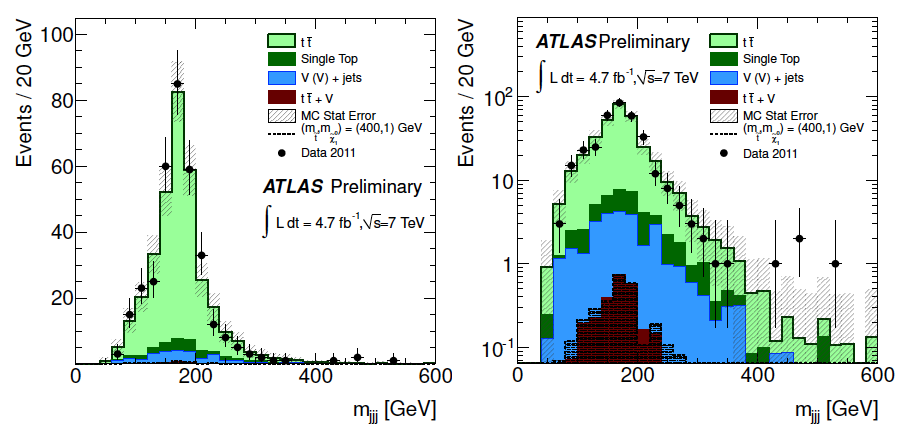 Events / 20 GeV
100
80
60
40
20
0
200
400
600
m_jjj [GeV]
t t̅
Single Top
V (V) + jets
t t̅ + V
MC Stat Error
(m_t̃, m_χ̃₁⁰) = (400,1) GeV
Data 2011
ATLAS Preliminary
∫ L dt = 4.7 fb⁻¹, √s=7 TeV
Events / 20 GeV
10²
10
1
10⁻¹
0
200
400
600
m_jjj [GeV]
ATLAS Preliminary
∫ L dt = 4.7 fb⁻¹, √s=7 TeV
t t̅
Single Top
V (V) + jets
t t̅ + V
MC Stat Error
(m_t̃, m_χ̃₁⁰) = (400,1) GeV
Data 2011